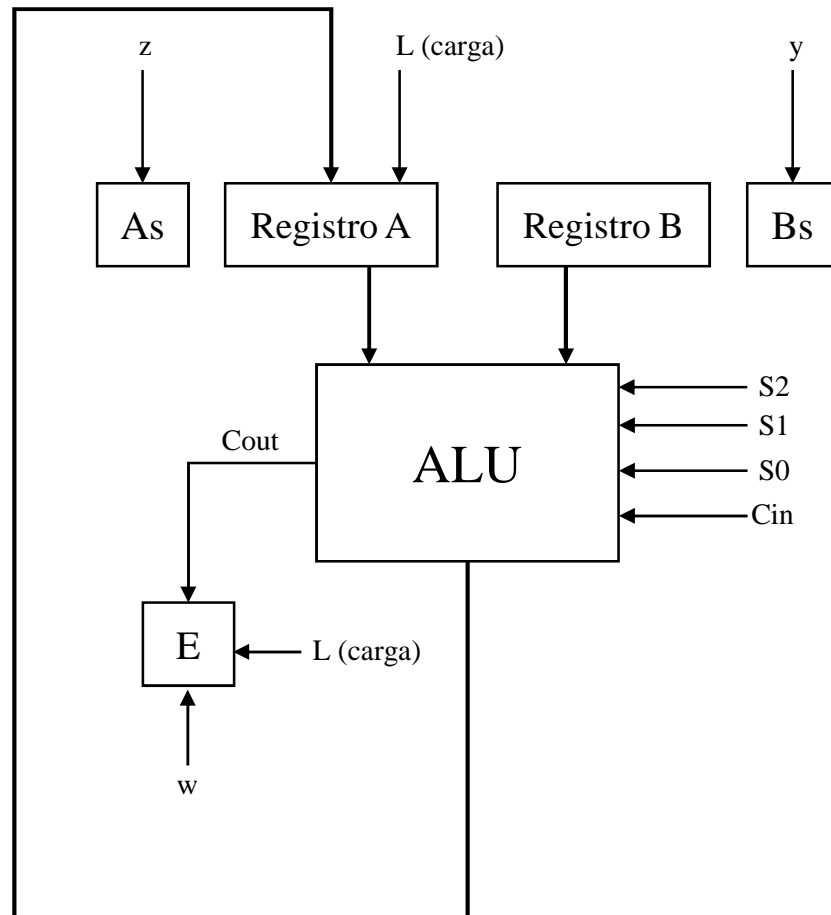 z
L (carga)
y
As
Registro A
Registro B
Bs
S2
S1
Cout
ALU
S0
Cin
E
L (carga)
w